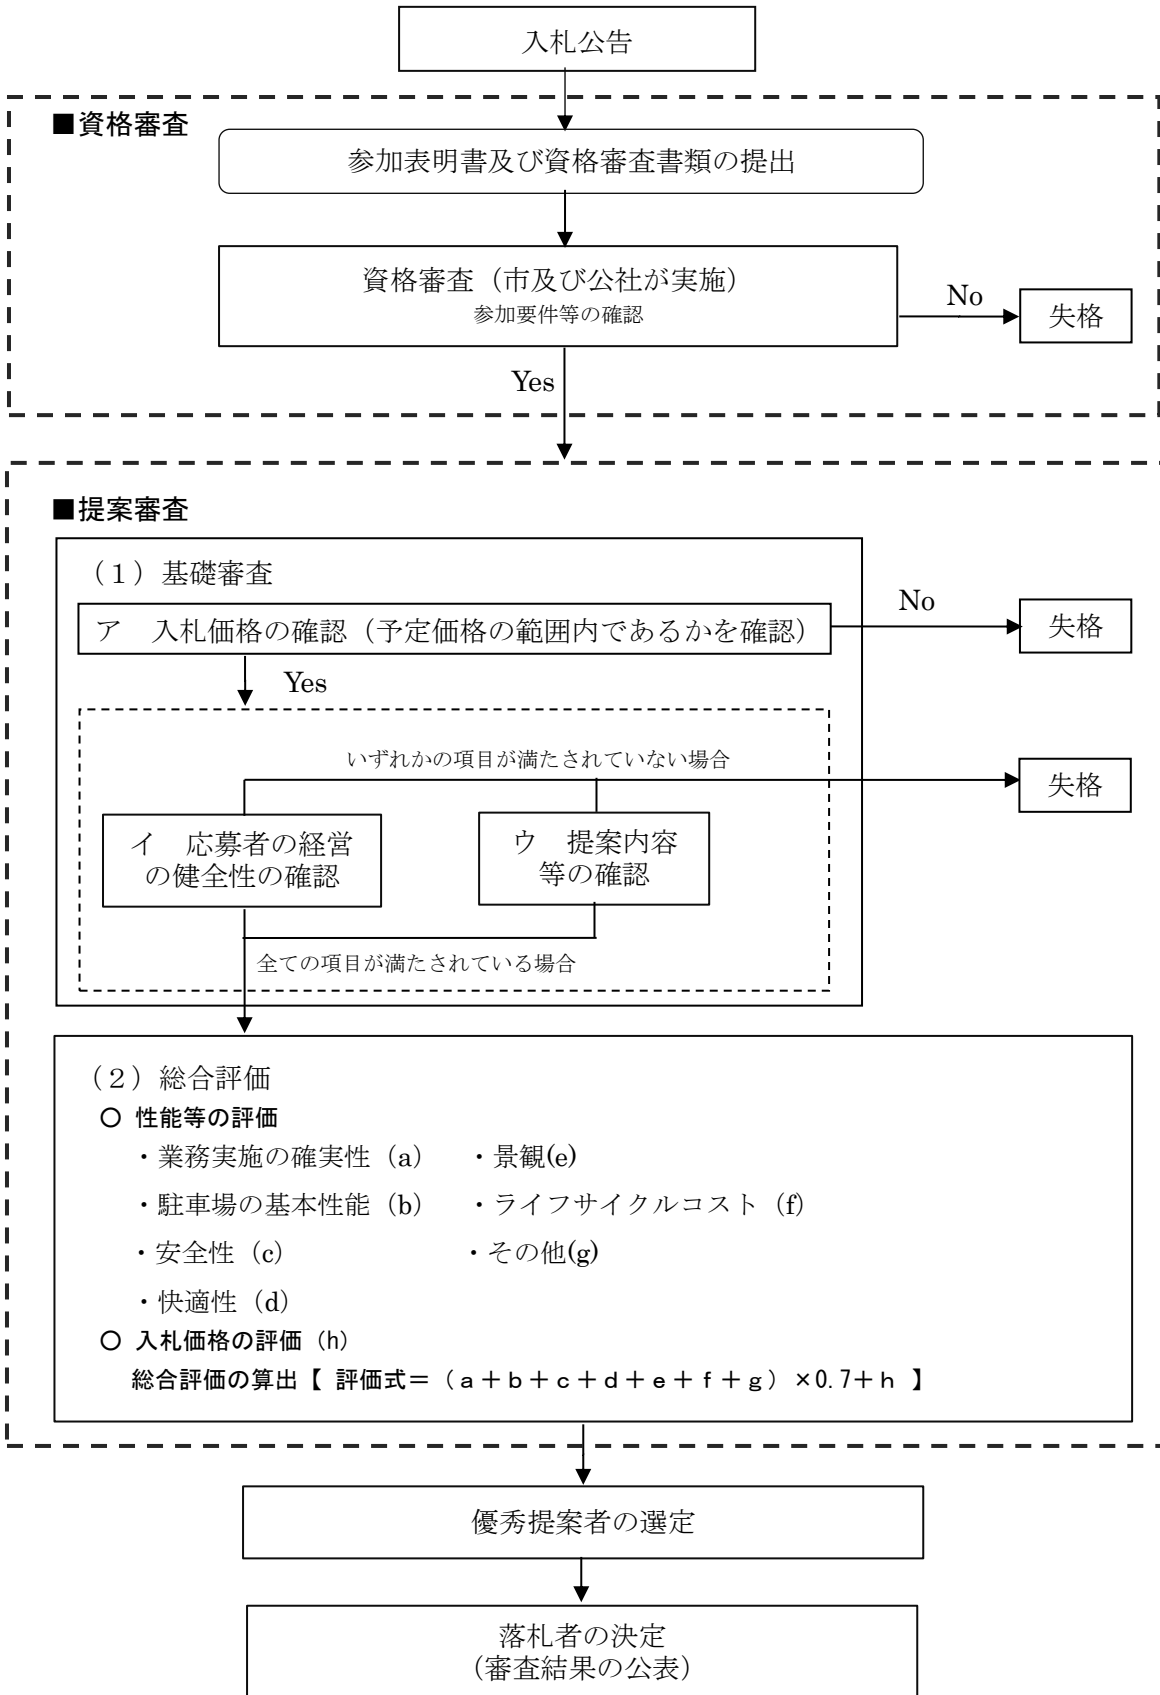 入札公告
■資格審査
参加表明書及び資格審査書類の提出
資格審査（市及び公社が実施）
参加要件等の確認
No
失格
Yes
■提案審査
（１）基礎審査
ア　入札価格の確認（予定価格の範囲内であるかを確認）
No
失格
Yes
いずれかの項目が満たされていない場合
失格
イ　応募者の経営
の健全性の確認
ウ　提案内容
等の確認
全ての項目が満たされている場合
（２）総合評価
○ 性能等の評価
・業務実施の確実性（a）　・景観(e)
・駐車場の基本性能（b）　・ライフサイクルコスト（f）
・安全性（c）　・その他(g)
・快適性（d）
○ 入札価格の評価（h）
総合評価の算出【 評価式＝（ａ＋ｂ＋ｃ＋ｄ＋ｅ＋ｆ＋ｇ）×0.7＋ｈ 】
優秀提案者の選定
落札者の決定
（審査結果の公表）